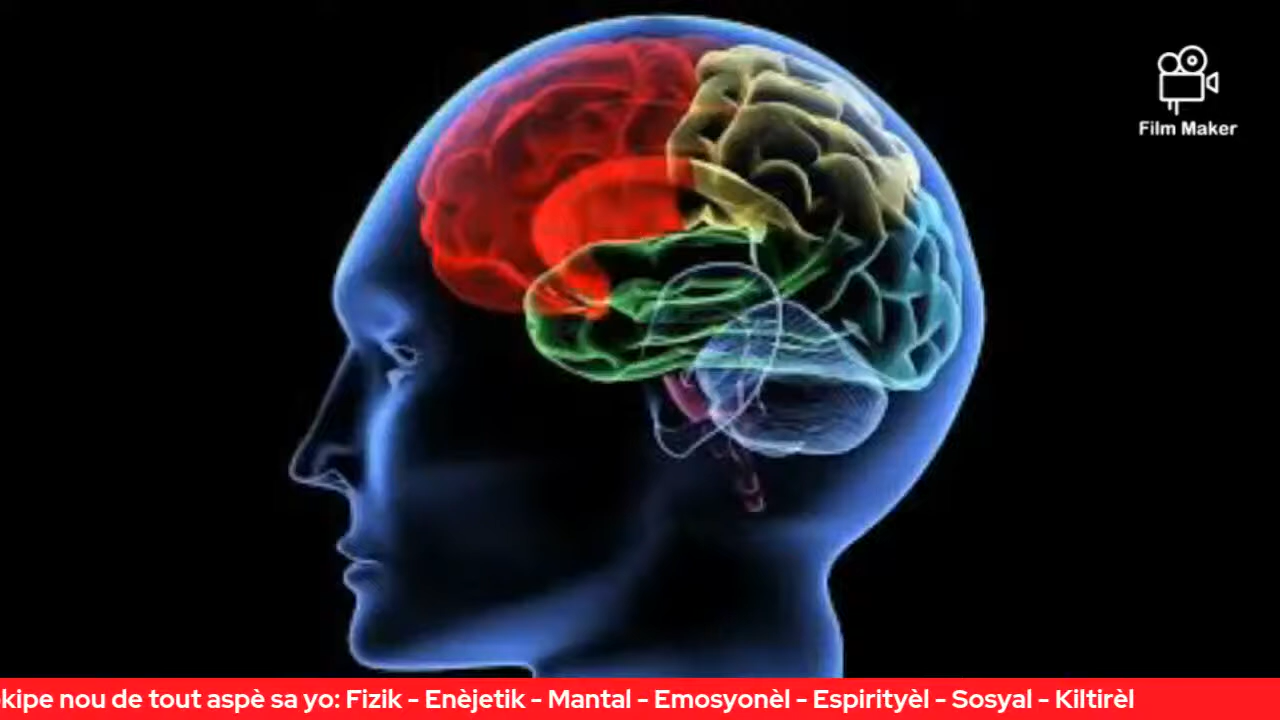 Film Maker
kipe nou de tout aspè sa yo: Fizik - Enèjetik - Mantal - Emosyonèl - Espirityèl - Sosyal - Kiltirèl